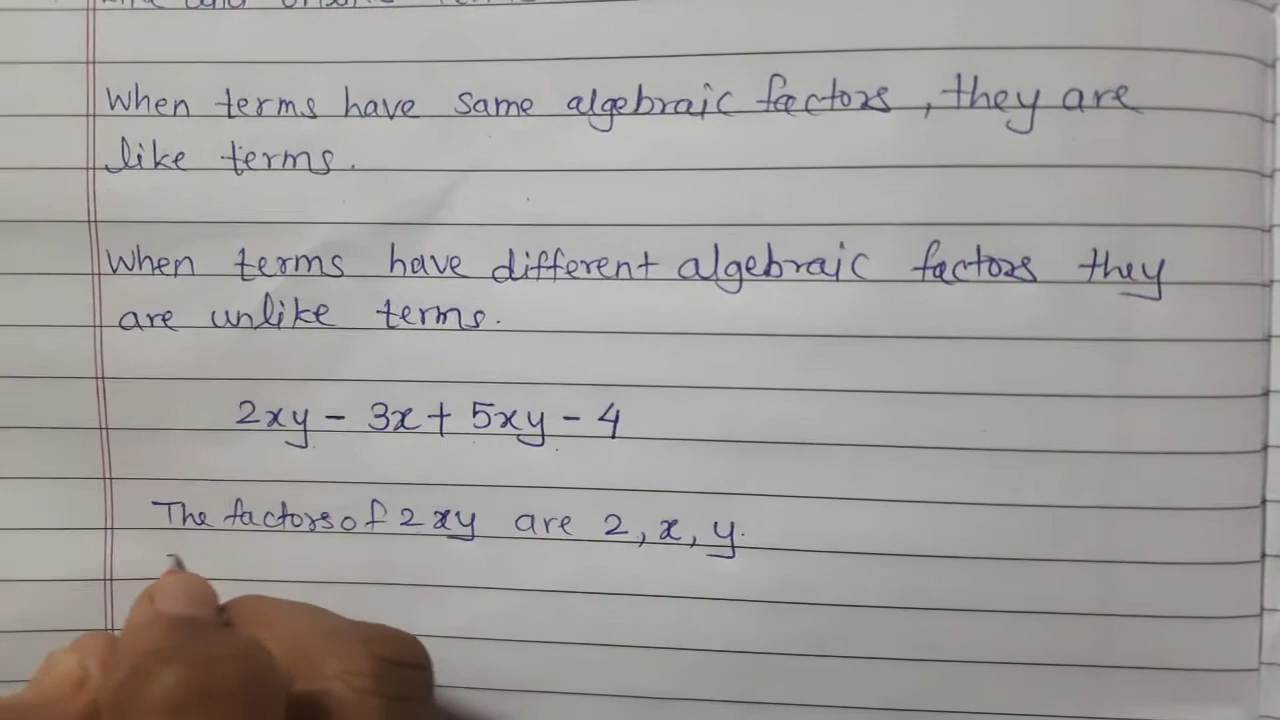 When terms have same algebraic factors, they are
like terms.
When terms have different algebraic factors they
are unlike terms.
2xy - 3x + 5xy - 4
The factors of 2xy are 2, x, y.